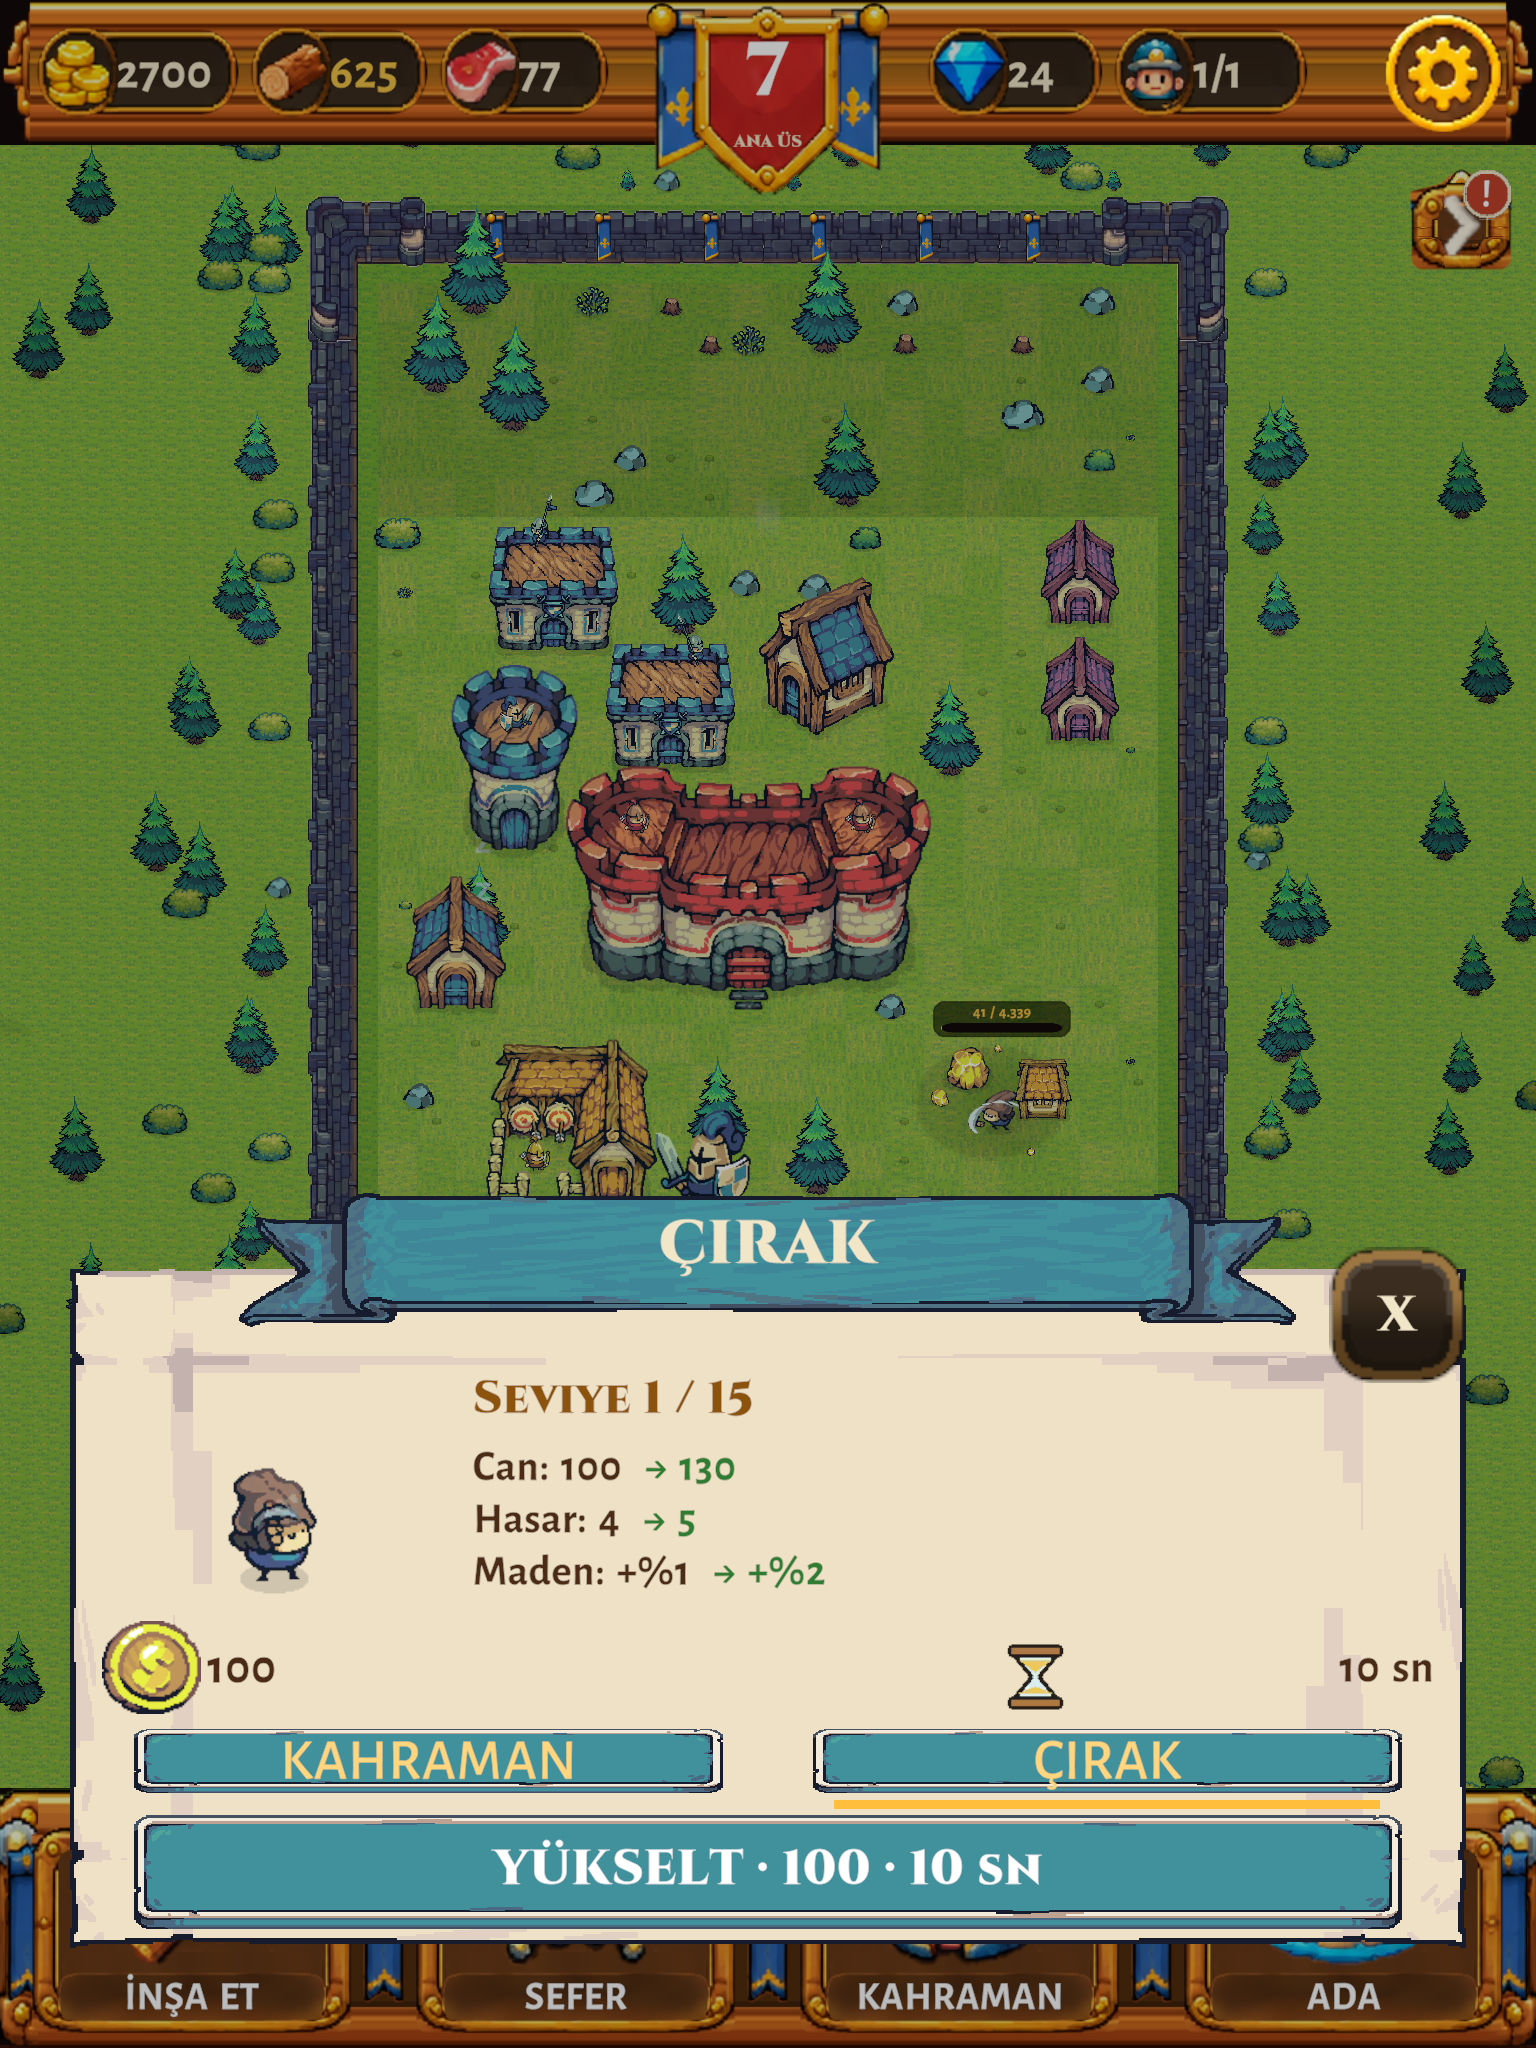 2700
625
77
7
ANA ÜS
24
1/1
!
41 / 4.339
ÇIRAK
X
SEVIYE 1 / 15
Can: 100 → 130
Hasar: 4 → 5
Maden: +%1 → +%2
100
10 sn
KAHRAMAN
ÇIRAK
YÜKSELT · 100 · 10 SN
İNŞA ET
SEFER
KAHRAMAN
ADA